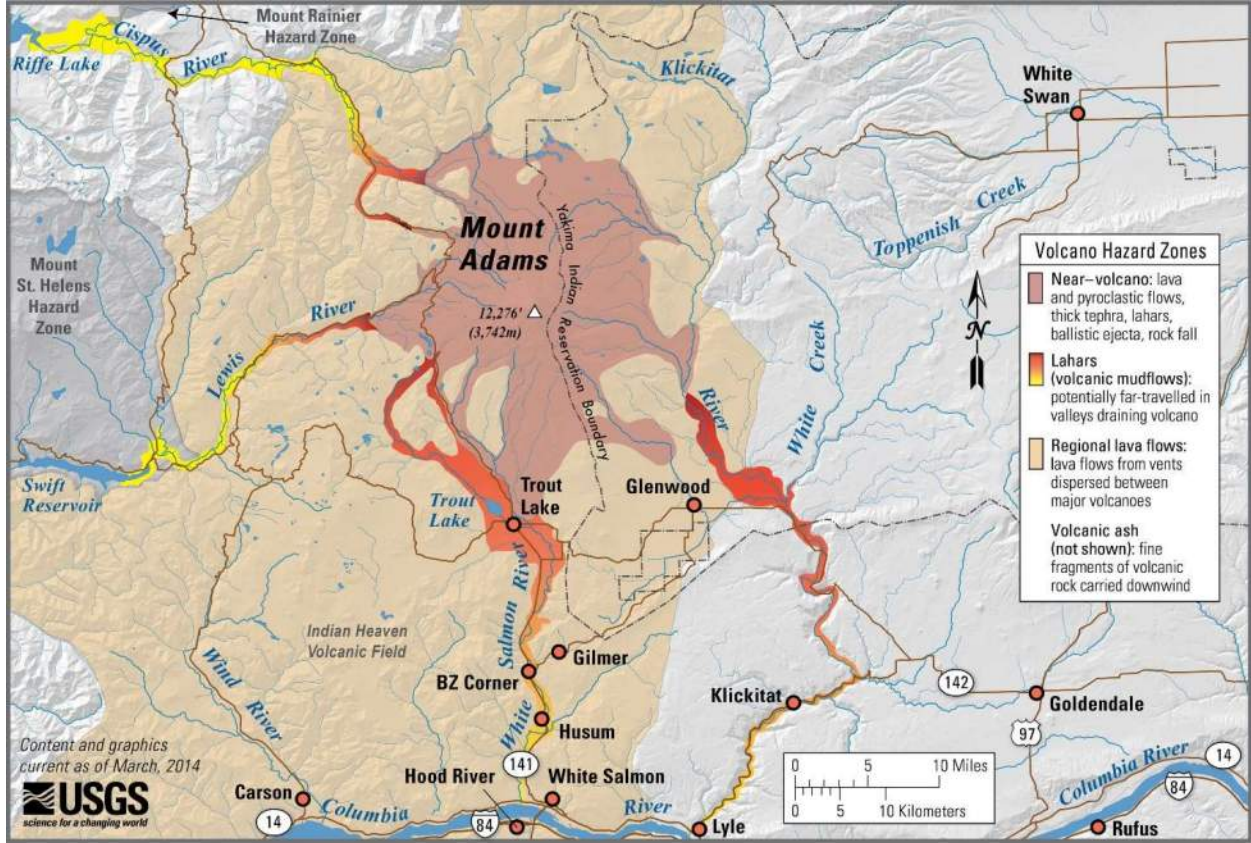 Mount Rainier
Hazard Zone
Riffe Lake
Cispus
River
Klickitat
White
Swan
Toppenish Creek
Mount
St. Helens
Hazard
Zone
Mount
Adams
12,276'
(3,742m)
Yakima Indian Reservation Boundary
Lewis
River
Swift
Reservoir
River
White
Creek
N
Volcano Hazard Zones
Near–volcano: lava
and pyroclastic flows,
thick tephra, lahars,
ballistic ejecta, rock fall
Lahars
(volcanic mudflows):
potentially far-travelled in
valleys draining volcano
Regional lava flows:
lava flows from vents
dispersed between
major volcanoes
Volcanic ash
(not shown): fine
fragments of volcanic
rock carried downwind
Trout
Lake
Trout
Lake
Glenwood
Indian Heaven
Volcanic Field
Wind
River
White
Salmon
River
Gilmer
BZ Corner
Husum
141
Klickitat
142
Goldendale
97
Content and graphics
current as of March, 2014
USGS
science for a changing world
Carson
14
Hood River
White Salmon
84
Columbia
River
Lyle
0 5 10 Miles
0 5 10 Kilometers
Columbia River
14
84
Rufus